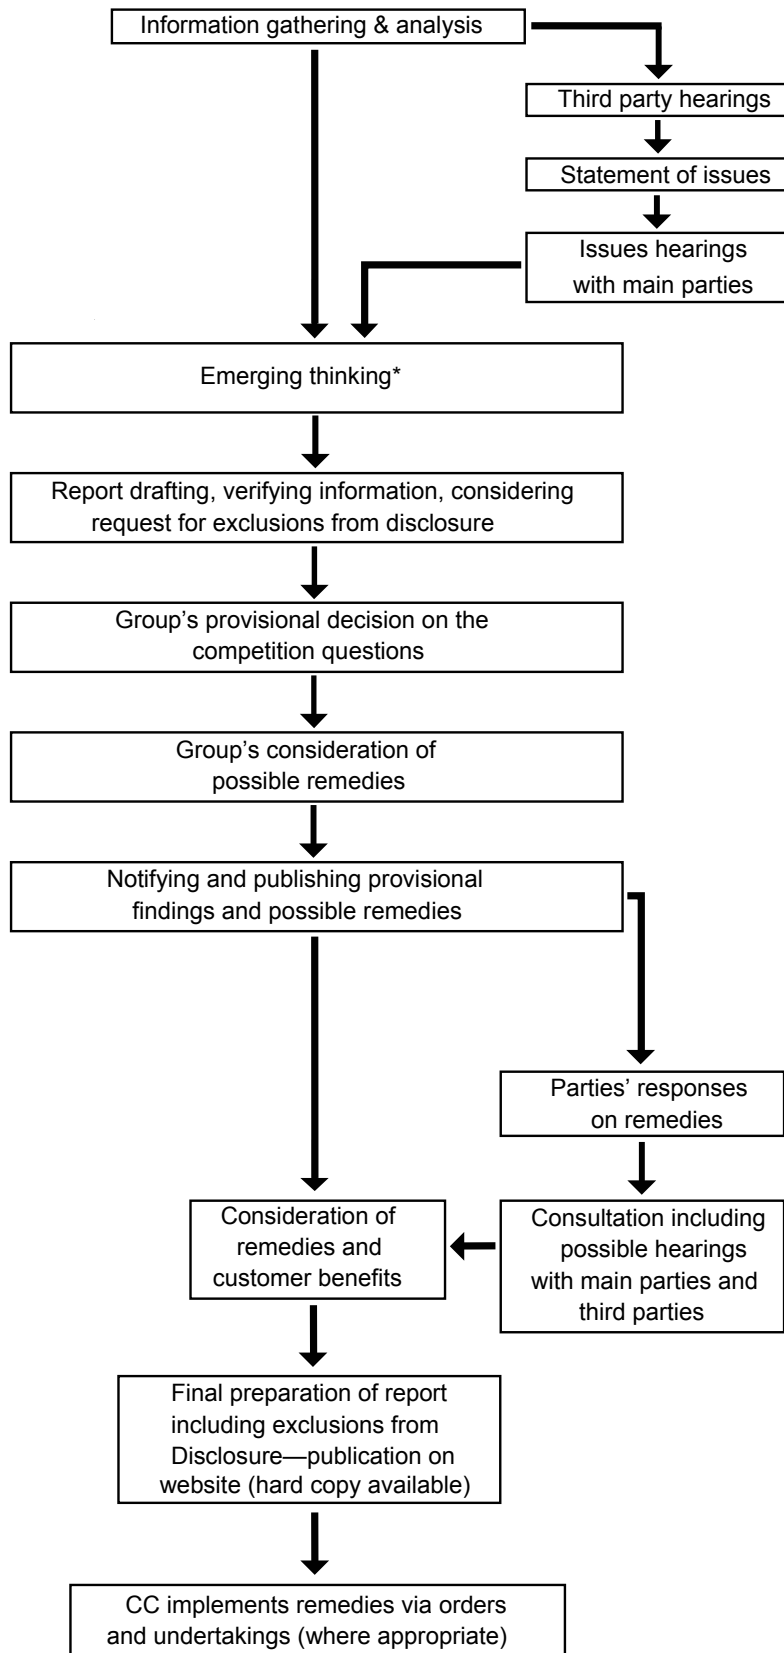 Information gathering & analysis
Third party hearings
Statement of issues
Issues hearings
with main parties
Emerging thinking*
Report drafting, verifying information, considering
request for exclusions from disclosure
Group’s provisional decision on the
competition questions
Group’s consideration of
possible remedies
Notifying and publishing provisional
findings and possible remedies
Parties’ responses
on remedies
Consideration of
remedies and
customer benefits
Consultation including
possible hearings
with main parties and
third parties
Final preparation of report
including exclusions from
Disclosure—publication on
website (hard copy available)
CC implements remedies via orders
and undertakings (where appropriate)